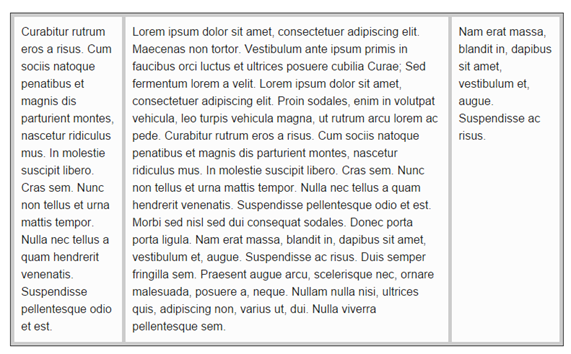 Curabitur rutrum
eros a risus. Cum
sociis natoque
penatibus et
magnis dis
parturient montes,
nascetur ridiculus
mus. In molestie
suscipit libero.
Cras sem. Nunc
non tellus et urna
mattis tempor.
Nulla nec tellus a
quam hendrerit
venenatis.
Suspendisse
pellentesque odio
et est.
Lorem ipsum dolor sit amet, consectetuer adipiscing elit.
Maecenas non tortor. Vestibulum ante ipsum primis in
faucibus orci luctus et ultrices posuere cubilia Curae; Sed
fermentum lorem a velit. Lorem ipsum dolor sit amet,
consectetuer adipiscing elit. Proin sodales, enim in volutpat
vehicula, leo turpis vehicula magna, ut rutrum arcu lorem ac
pede. Curabitur rutrum eros a risus. Cum sociis natoque
penatibus et magnis dis parturient montes, nascetur
ridiculus mus. In molestie suscipit libero. Cras sem. Nunc
non tellus et urna mattis tempor. Nulla nec tellus a quam
hendrerit venenatis. Suspendisse pellentesque odio et est.
Morbi sed nisl sed dui consequat sodales. Donec porta
porta ligula. Nam erat massa, blandit in, dapibus sit amet,
vestibulum et, augue. Suspendisse ac risus. Duis semper
fringilla sem. Praesent augue arcu, scelerisque nec, ornare
malesuada, posuere a, neque. Nullam nulla nisi, ultrices
quis, adipiscing non, varius ut, dui. Nulla viverra
pellentesque sem.
Nam erat massa,
blandit in, dapibus
sit amet,
vestibulum et,
augue.
Suspendisse ac
risus.